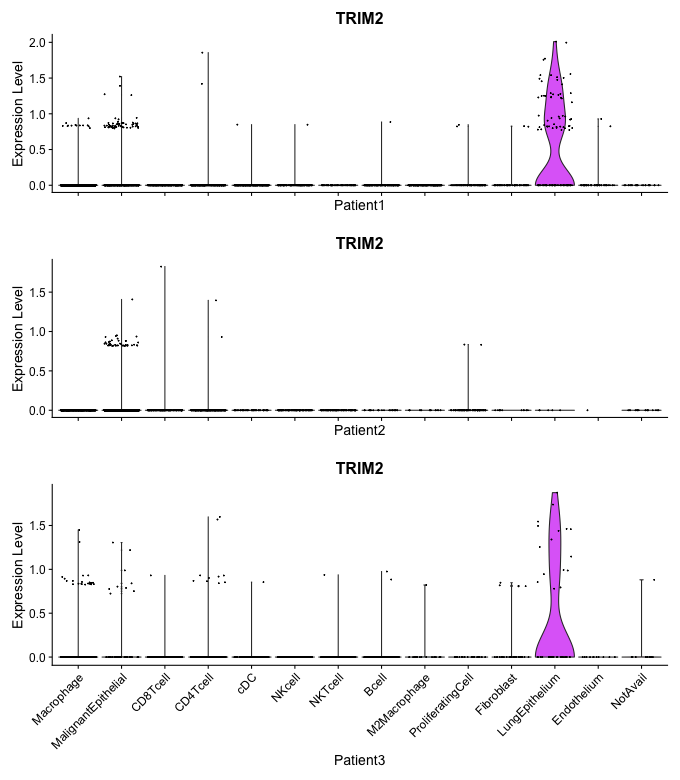 TRIM2
Expression Level
2.0
1.5
1.0
0.5
0.0
Patient1
TRIM2
Expression Level
1.5
1.0
0.5
0.0
Patient2
TRIM2
Expression Level
1.5
1.0
0.5
0.0
Macrophage
MalignantEpithelial
CD8Tcell
CD4Tcell
cDC
NKcell
NKTcell
Bcell
M2Macrophage
ProliferatingCell
Fibroblast
LungEpithelium
Endothelium
NotAvail
Patient3